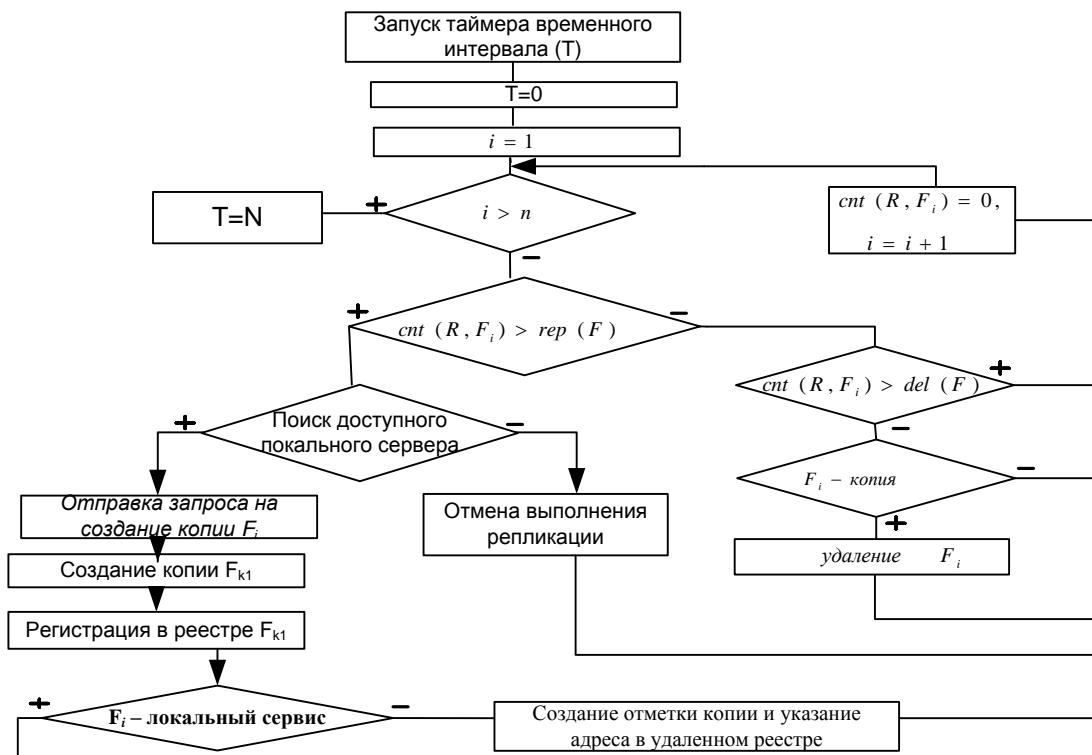 Запуск таймера временного
интервала (Т)
T=0
i = 1
+
T=N
i > n
cnt (R, F_i) = 0,
i = i + 1
–
+
cnt (R, F_i) > rep (F)
–
cnt (R, F_i) > del (F)
+
+
Поиск доступного
локального сервера
–
–
F_i – копия
–
Отправка запроса на
создание копии F_i
Отмена выполнения
репликации
+
удаление F_i
Создание копии F_k1
Регистрация в реестре F_k1
+
F_i – локальный сервис
–
Создание отметки копии и указание
адреса в удаленном реестре